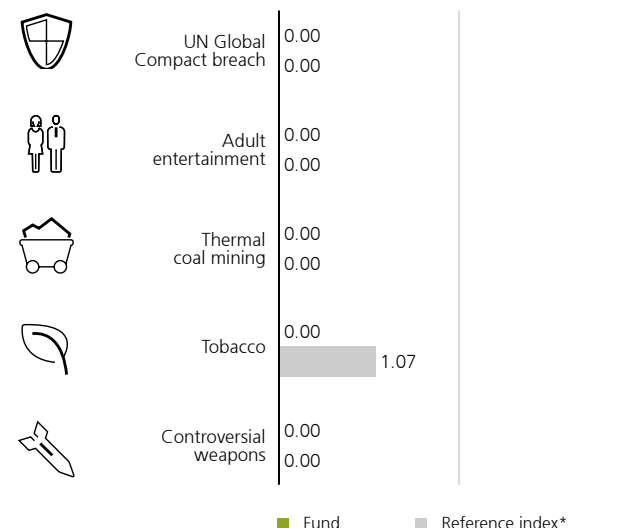 UN Global
Compact breach
0.00
0.00
Adult
entertainment
0.00
0.00
Thermal
coal mining
0.00
0.00
Tobacco
0.00
1.07
Controversial
weapons
0.00
0.00
Fund
Reference index*